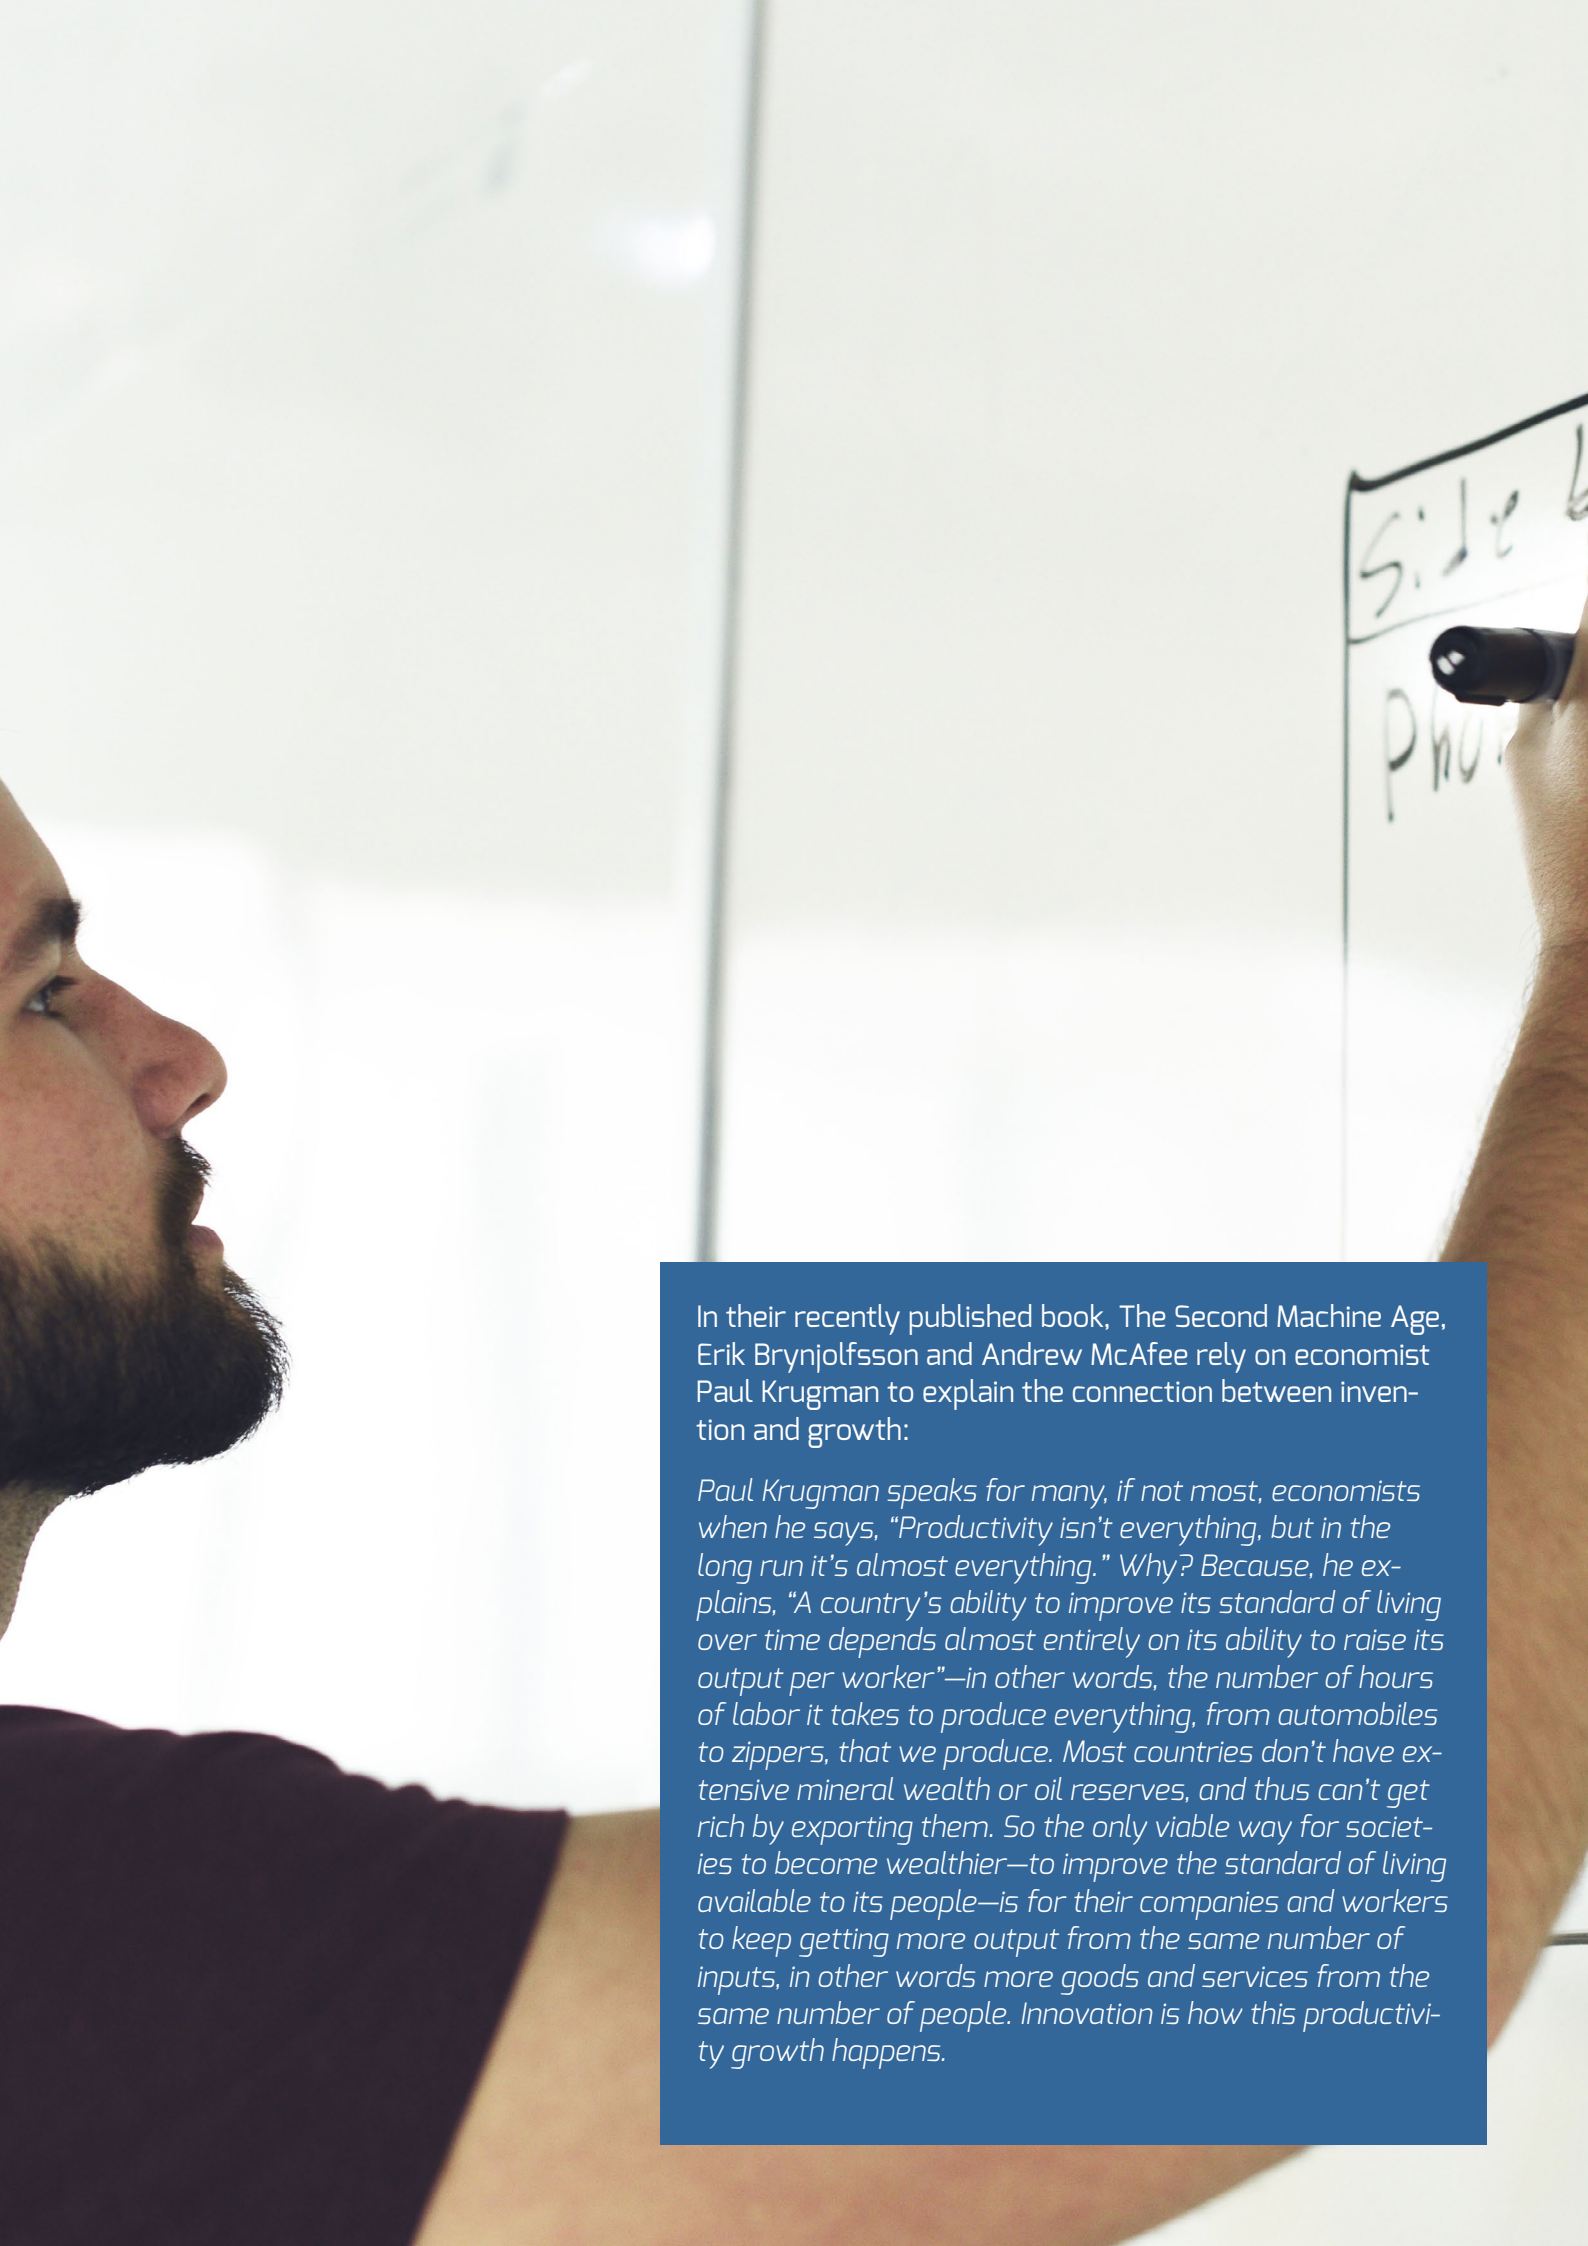 Side
In their recently published book, The Second Machine Age,
Erik Brynjolfsson and Andrew McAfee rely on economist
Paul Krugman to explain the connection between inven-
tion and growth:
Paul Krugman speaks for many, if not most, economists
when he says, “Productivity isn’t everything, but in the
long run it’s almost everything.” Why? Because, he ex-
plains, “A country’s ability to improve its standard of living
over time depends almost entirely on its ability to raise its
output per worker”—in other words, the number of hours
of labor it takes to produce everything, from automobiles
to zippers, that we produce. Most countries don’t have ex-
tensive mineral wealth or oil reserves, and thus can’t get
rich by exporting them. So the only viable way for societ-
ies to become wealthier—to improve the standard of living
available to its people—is for their companies and workers
to keep getting more output from the same number of
inputs, in other words more goods and services from the
same number of people. Innovation is how this productivi-
ty growth happens.